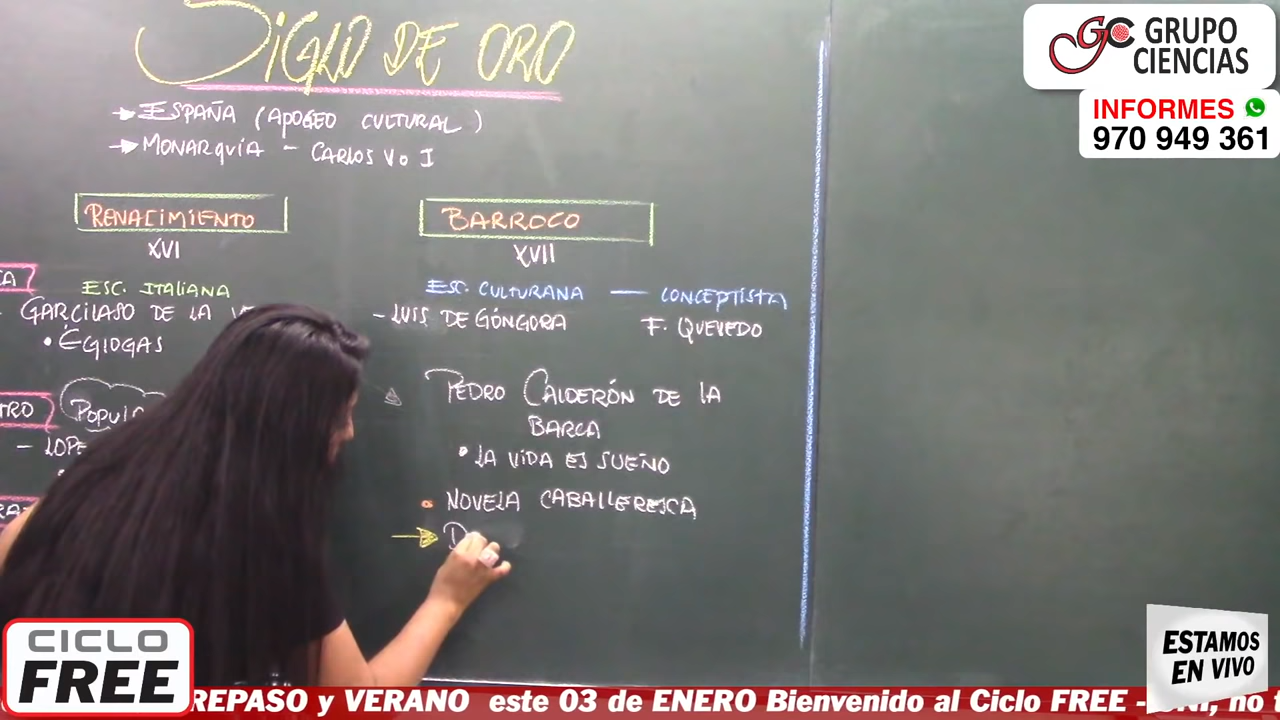 SIGLO DE ORO
GRUPO
CIENCIAS
INFORMES
970 949 361
ESPAÑA (APOGEO CULTURAL)
MONARQUÍA - CARLOS V o I
RENACIMIENTO
BARROCO
XVI
XVII
ESC. ITALIANA
ESC. CULTURANA — CONCEPTISTA
GARCILASO DE LA
- LUIS DE GÓNGORA
F. QUEVEDO
• ÉGLOGAS
PEDRO CALDERÓN DE LA
BARCA
• LA VIDA ES SUEÑO
- LOPE
• NOVELA CABALLERESCA
D
CICLO
FREE
ESTAMOS
EN VIVO
REPASO y VERANO este 03 de ENERO Bienvenido al Ciclo FREE -